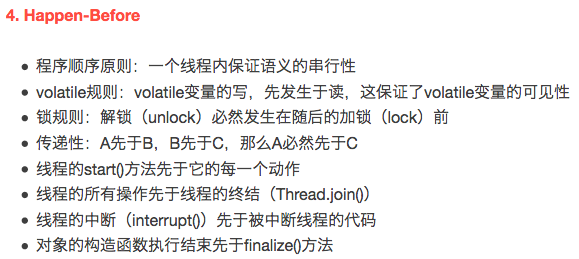 4. Happen-Before
程序顺序原则：一个线程内保证语义的串行性
volatile规则：volatile变量的写，先发生于读，这保证了volatile变量的可见性
锁规则：解锁（unlock）必然发生在随后的加锁（lock）前
传递性：A先于B，B先于C，那么A必然先于C
线程的start()方法先于它的每一个动作
线程的所有操作先于线程的终结（Thread.join()）
线程的中断（interrupt()）先于被中断线程的代码
对象的构造函数执行结束先于finalize()方法